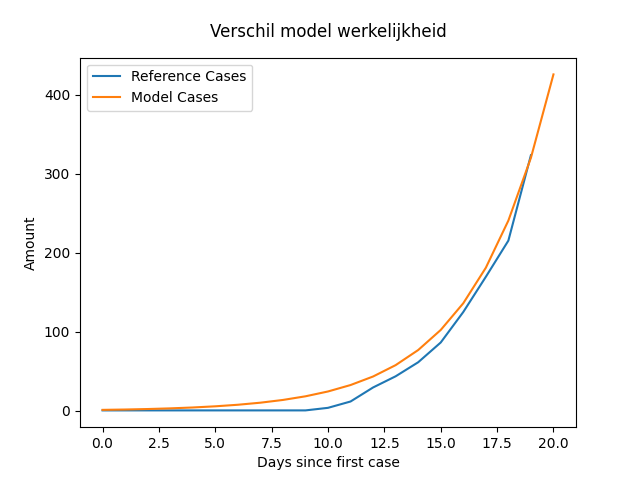 Verschil model werkelijkheid
Reference Cases
Model Cases
400
300
200
100
0
Amount
0.0 2.5 5.0 7.5 10.0 12.5 15.0 17.5 20.0
Days since first case